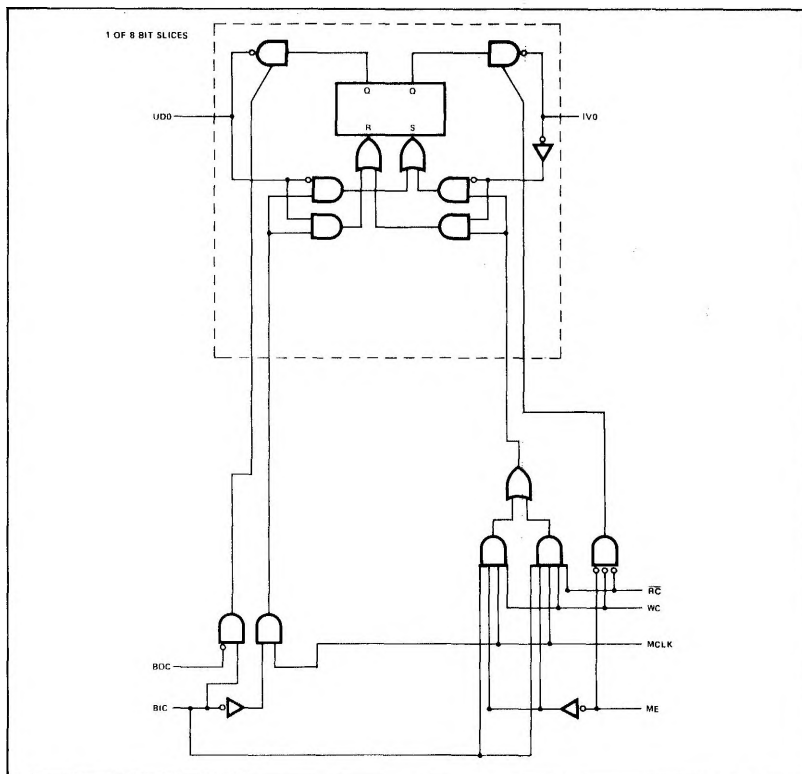 1 OF 8 BIT SLICES
Q Q
UD0
IV0
R S
RC
WC
MCLK
BOC
BIC
ME